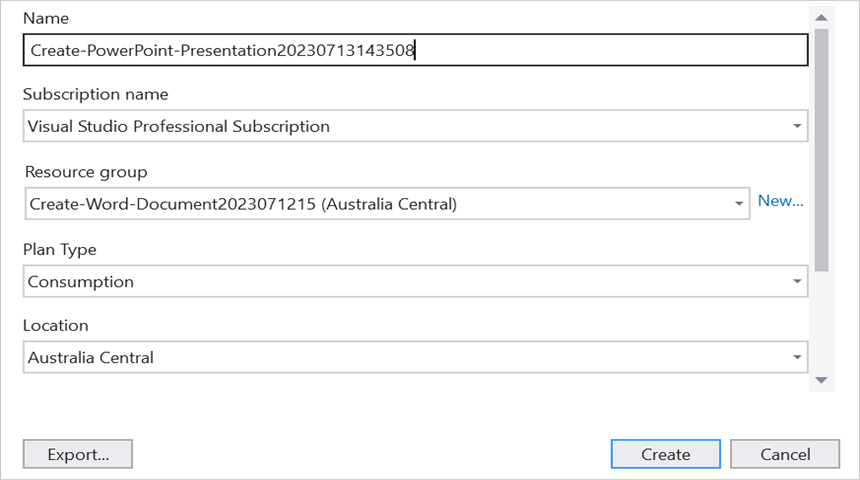 Name
Create-PowerPoint-Presentation20230713143508
Subscription name
Visual Studio Professional Subscription
Resource group
Create-Word-Document2023071215 (Australia Central)
New...
Plan Type
Consumption
Location
Australia Central
Export...
Create
Cancel